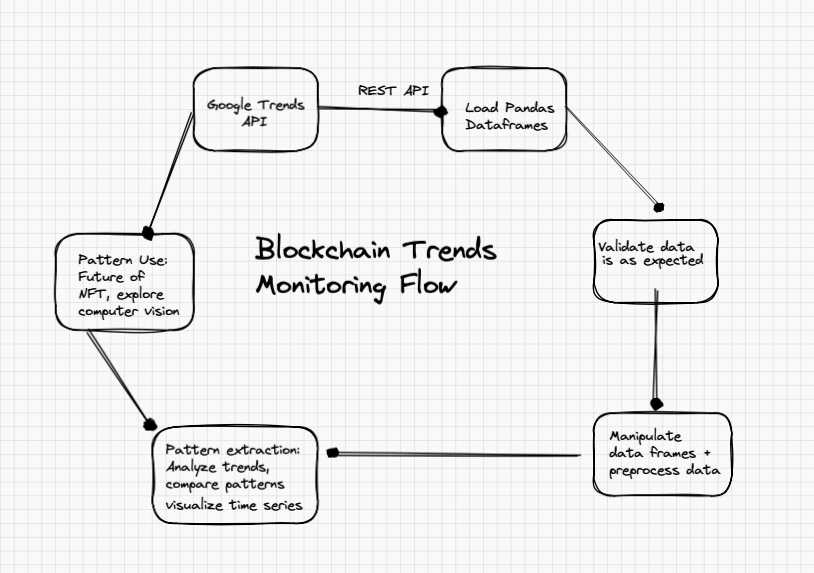 REST API
Google Trends
API
Load Pandas
Dataframes
Blockchain Trends
Monitoring Flow
Validate data
is as expected
Pattern Use:
Future of
NFT, explore
computer vision
Manipulate
data frames +
preprocess data
Pattern extraction:
Analyze trends,
compare patterns
visualize time series